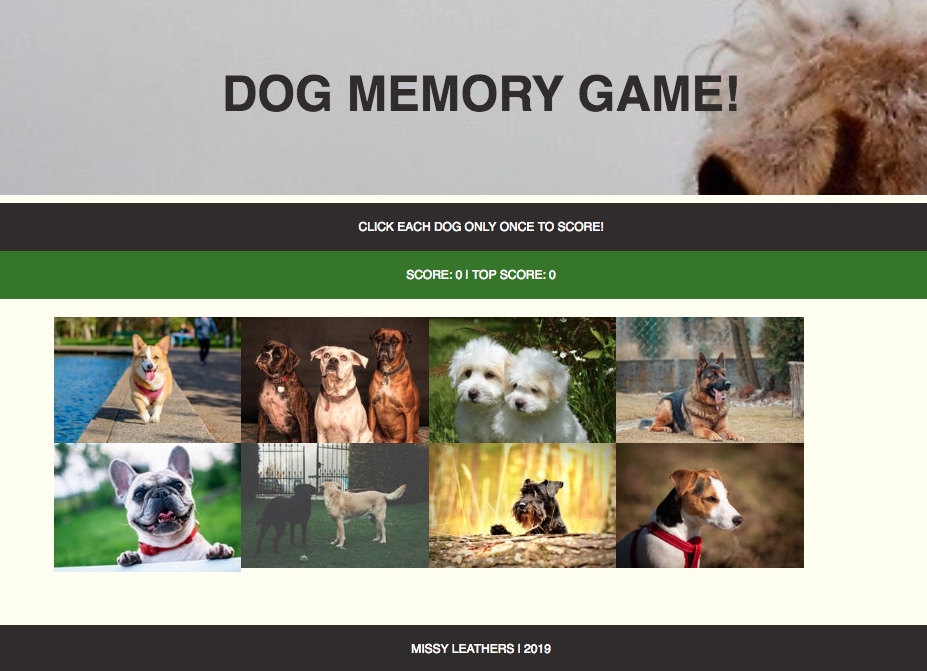 DOG MEMORY GAME!
CLICK EACH DOG ONLY ONCE TO SCORE!
SCORE: 0 | TOP SCORE: 0
MISSY LEATHERS | 2019